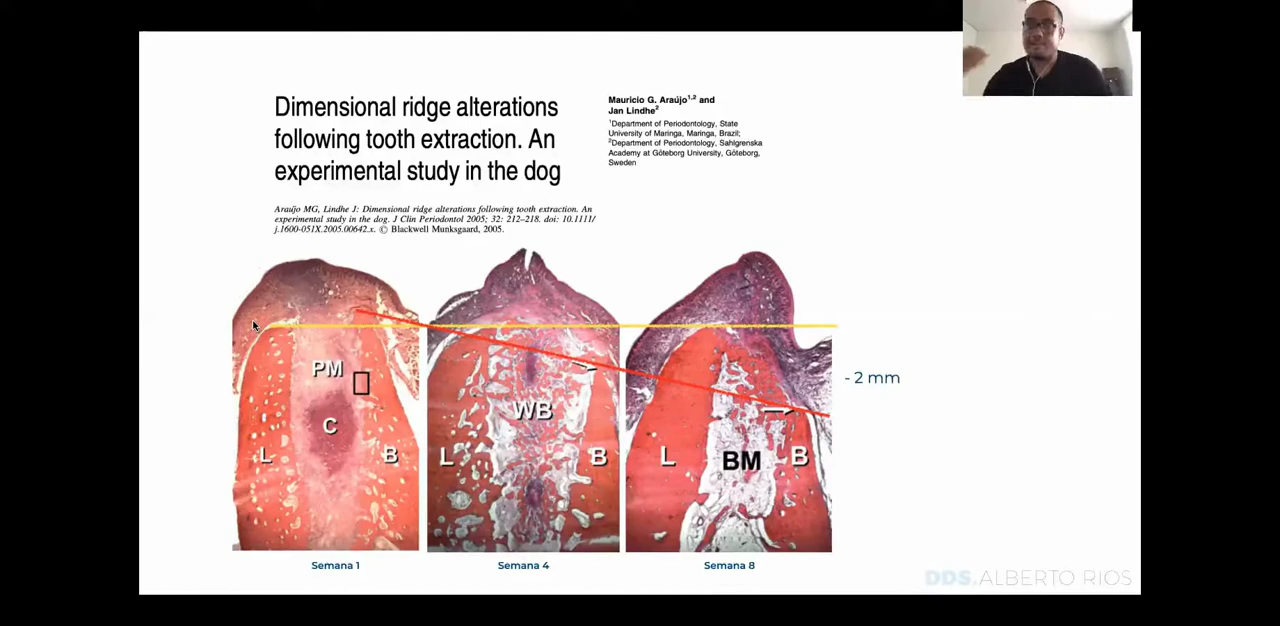 Dimensional ridge alterations
following tooth extraction. An
experimental study in the dog
Mauricio G. Araújo1,2 and
Jan Lindhe2
1Department of Periodontology, State
University of Maringa, Maringa, Brazil;
2Department of Periodontology, Sahlgrenska
Academy at Göteborg University, Göteborg,
Sweden
Araújo MG, Lindhe J: Dimensional ridge alterations following tooth extraction. An
experimental study in the dog. J Clin Periodontol 2005; 32: 212–218. doi: 10.1111/
j.1600-051X.2005.00642.x. © Blackwell Munksgaard, 2005.
PM
C
L
B
WB
L
B
L
BM
B
- 2 mm
Semana 1
Semana 4
Semana 8
DDS.ALBERTO RIOS